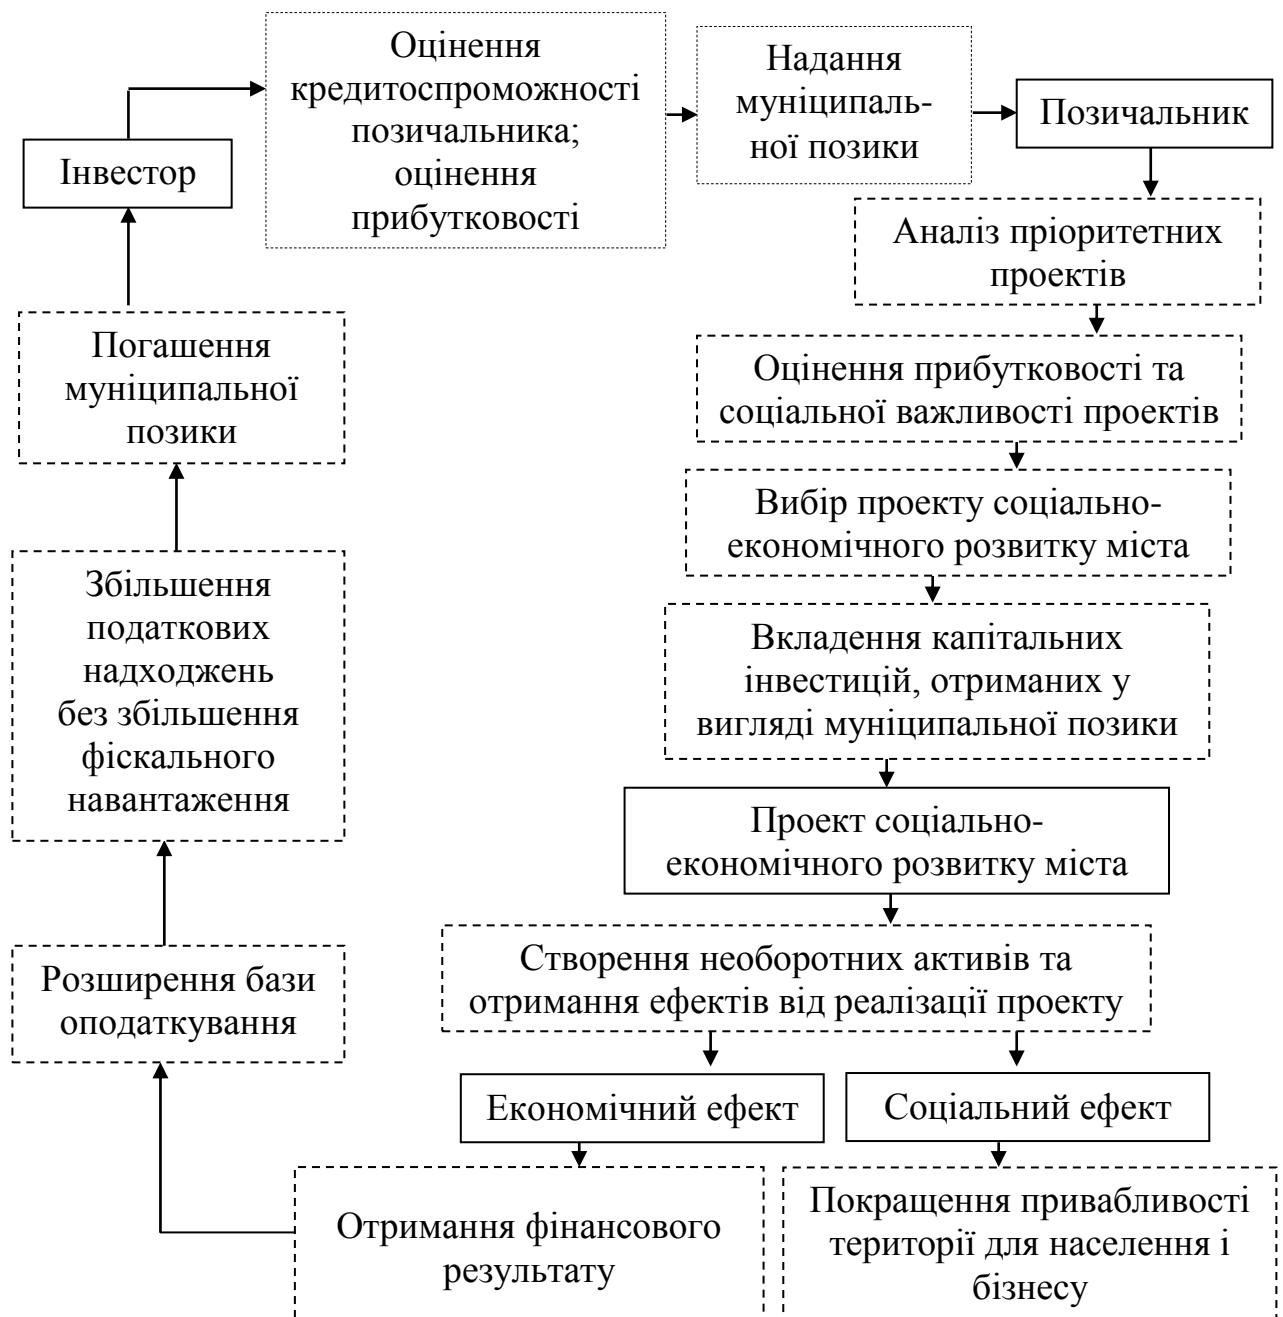 Оцінення
кредитоспроможності
позичальника;
оцінення
прибутковості
Надання
муніципаль-
ної позики
Позичальник
Інвестор
Аналіз пріоритетних
проектів
Погашення
муніципальної
позики
Оцінення прибутковості та
соціальної важливості проектів
Вибір проекту соціально-
економічного розвитку міста
Збільшення
податкових
надходжень
без збільшення
фіскального
навантаження
Вкладення капітальних
інвестицій, отриманих у
вигляді муніципальної позики
Проект соціально-
економічного розвитку міста
Розширення бази
оподаткування
Створення необоротних активів та
отримання ефектів від реалізації проекту
Економічний ефект
Соціальний ефект
Отримання фінансового
результату
Покращення привабливості
території для населення і
бізнесу